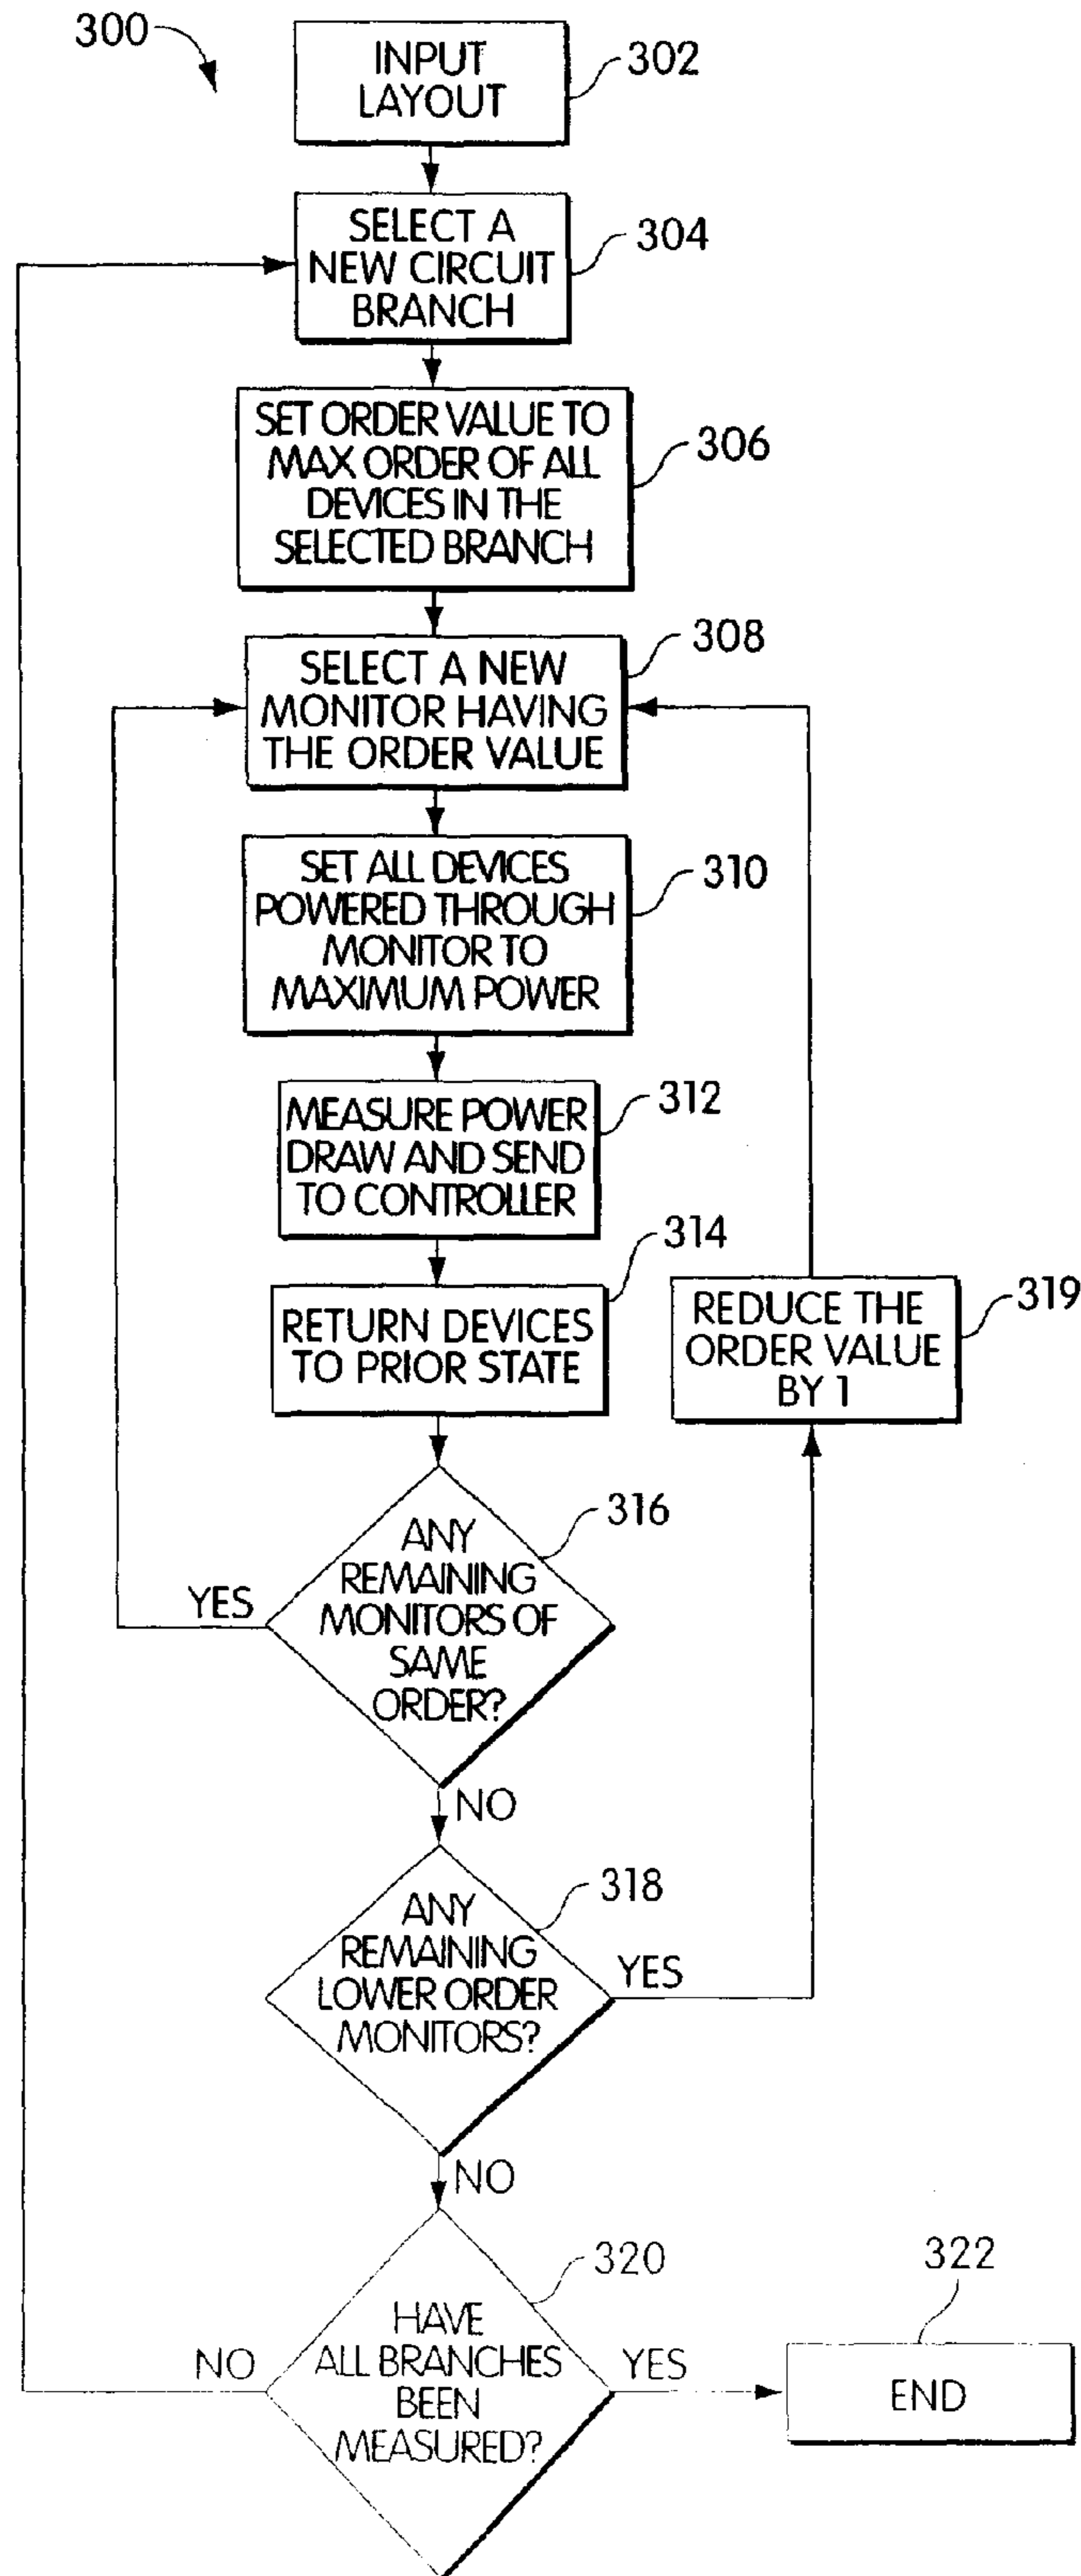 300
INPUT
LAYOUT
302
SELECT A
NEW CIRCUIT
BRANCH
304
SET ORDER VALUE TO
MAX ORDER OF ALL
DEVICES IN THE
SELECTED BRANCH
306
SELECT A NEW
MONITOR HAVING
THE ORDER VALUE
308
SET ALL DEVICES
POWERED THROUGH
MONITOR TO
MAXIMUM POWER
310
MEASURE POWER
DRAW AND SEND
TO CONTROLLER
312
RETURN DEVICES
TO PRIOR STATE
314
REDUCE THE
ORDER VALUE
BY 1
319
ANY
REMAINING
MONITORS OF
SAME
ORDER?
316
YES
NO
ANY
REMAINING
LOWER ORDER
MONITORS?
318
YES
NO
HAVE
ALL BRANCHES
BEEN
MEASURED?
320
NO
YES
END
322